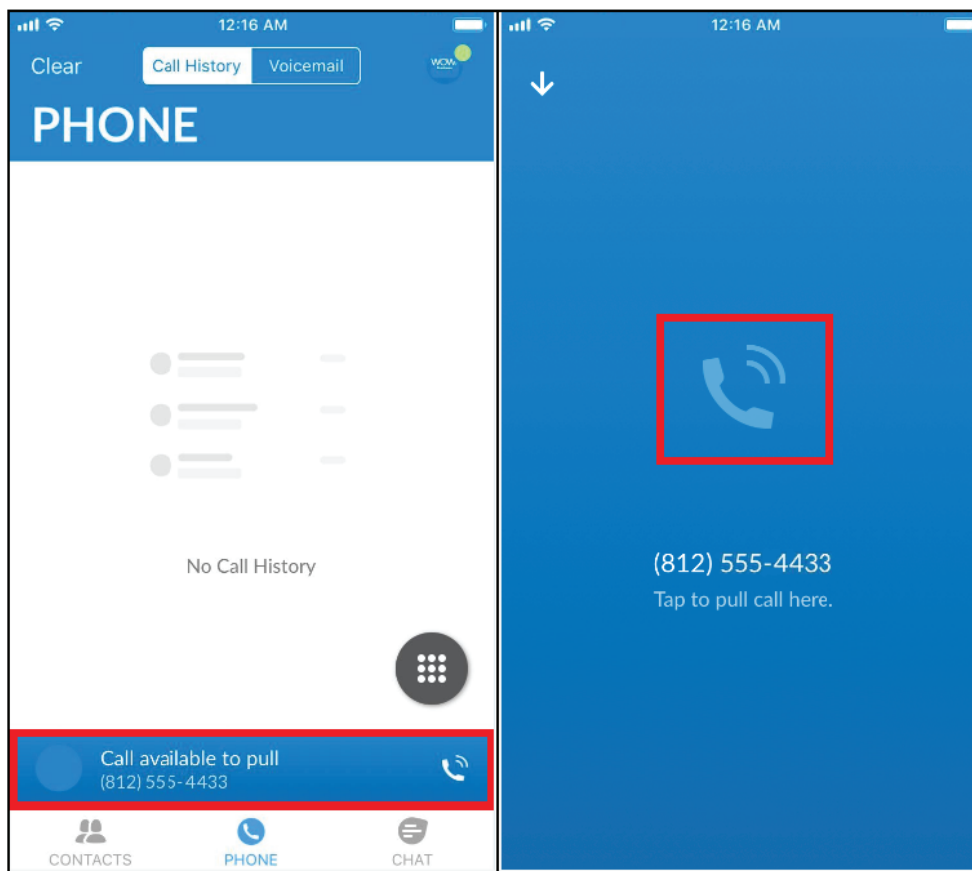 12:16 AM
Clear
Call History
Voicemail
WOW
PHONE
No Call History
Call available to pull
(812) 555-4433
CONTACTS
PHONE
CHAT
12:16 AM
(812) 555-4433
Tap to pull call here.